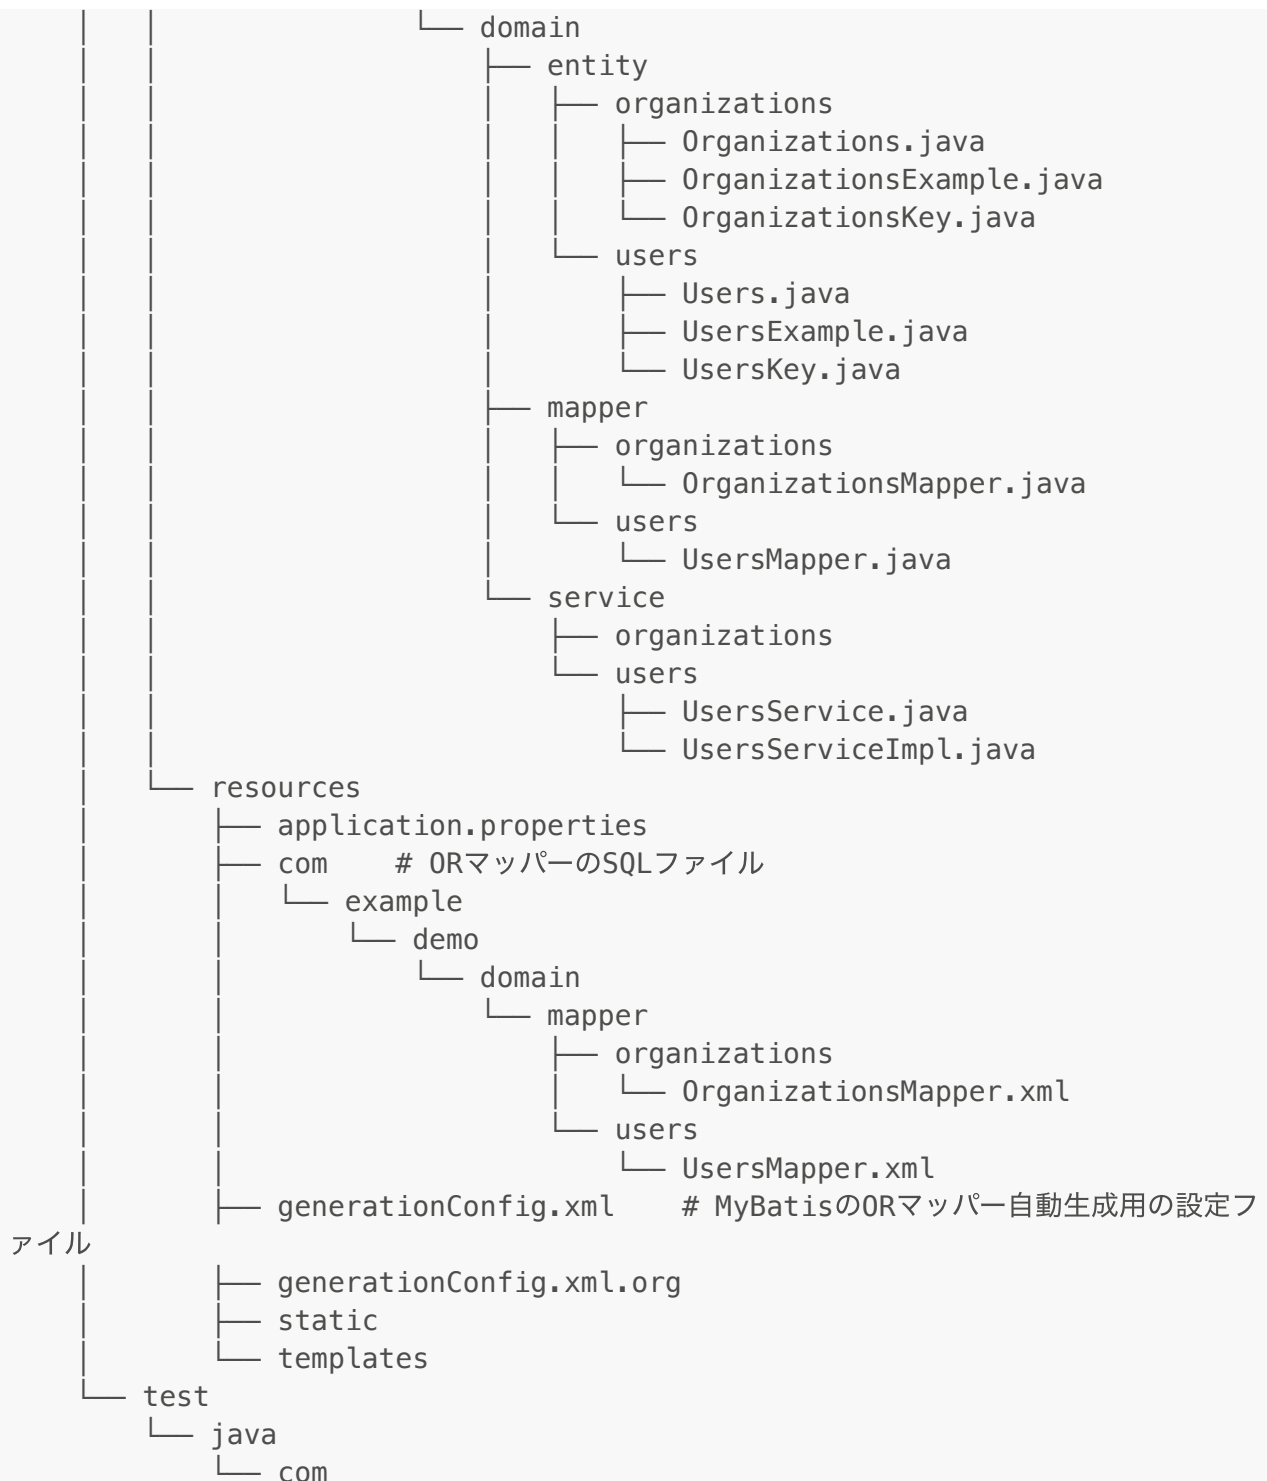 │   │               └── domain
│   │                   ├── entity
│   │                   │   ├── organizations
│   │                   │   │   ├── Organizations.java
│   │                   │   │   ├── OrganizationsExample.java
│   │                   │   │   └── OrganizationsKey.java
│   │                   │   └── users
│   │                   │       ├── Users.java
│   │                   │       ├── UsersExample.java
│   │                   │       └── UsersKey.java
│   │                   ├── mapper
│   │                   │   ├── organizations
│   │                   │   │   └── OrganizationsMapper.java
│   │                   │   └── users
│   │                   │       └── UsersMapper.java
│   │                   └── service
│   │                       ├── organizations
│   │                       └── users
│   │                           ├── UsersService.java
│   │                           └── UsersServiceImpl.java
│   └── resources
│       ├── application.properties
│       ├── com    # ORマッパーのSQLファイル
│       │   └── example
│       │       └── demo
│       │           └── domain
│       │               └── mapper
│       │                   ├── organizations
│       │                   │   └── OrganizationsMapper.xml
│       │                   └── users
│       │                       └── UsersMapper.xml
│       ├── generationConfig.xml    # MyBatisのORマッパー自動生成用の設定フ
ァイル
│       ├── generationConfig.xml.org
│       ├── static
│       └── templates
└── test
    └── java
        └── com